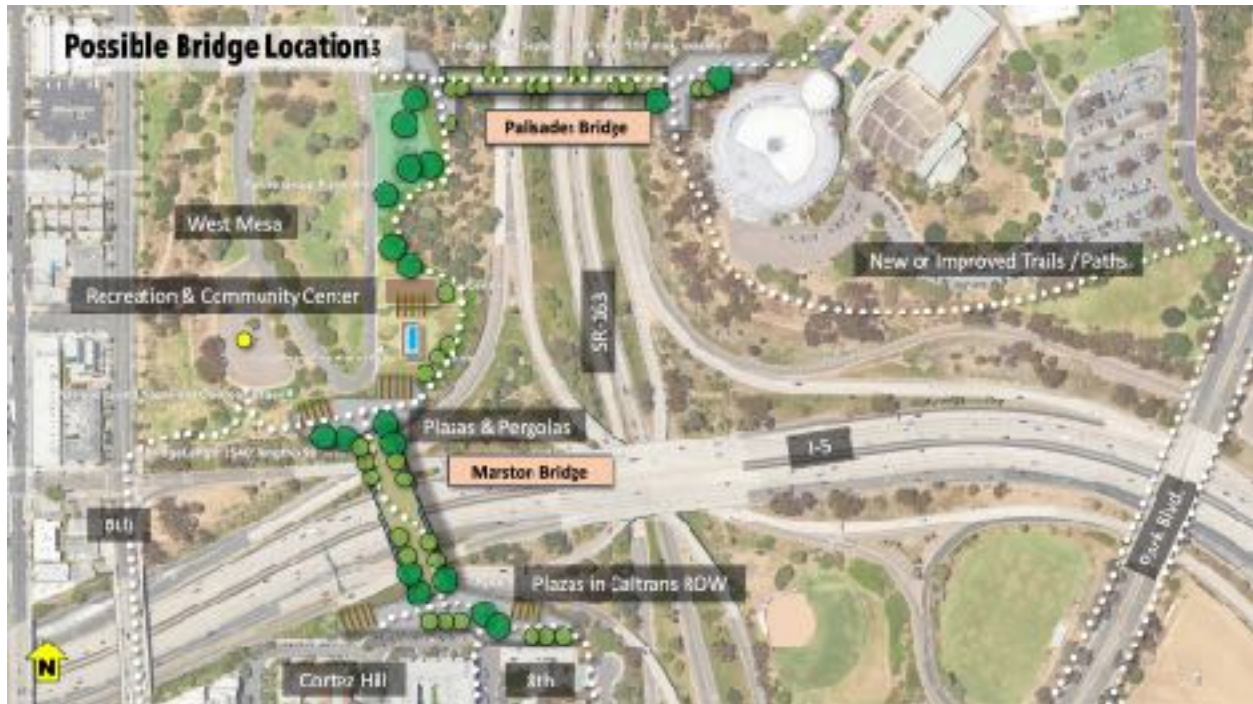 Possible Bridge Locations
Palisades Bridge
West Mesa
New or Improved Trails / Paths
Recreation & Community Center
SR-163
Plazas & Pergolas
I-5
Marston Bridge
Park Blvd.
Plazas in Caltrans ROW
N
Cortez Hill
8th